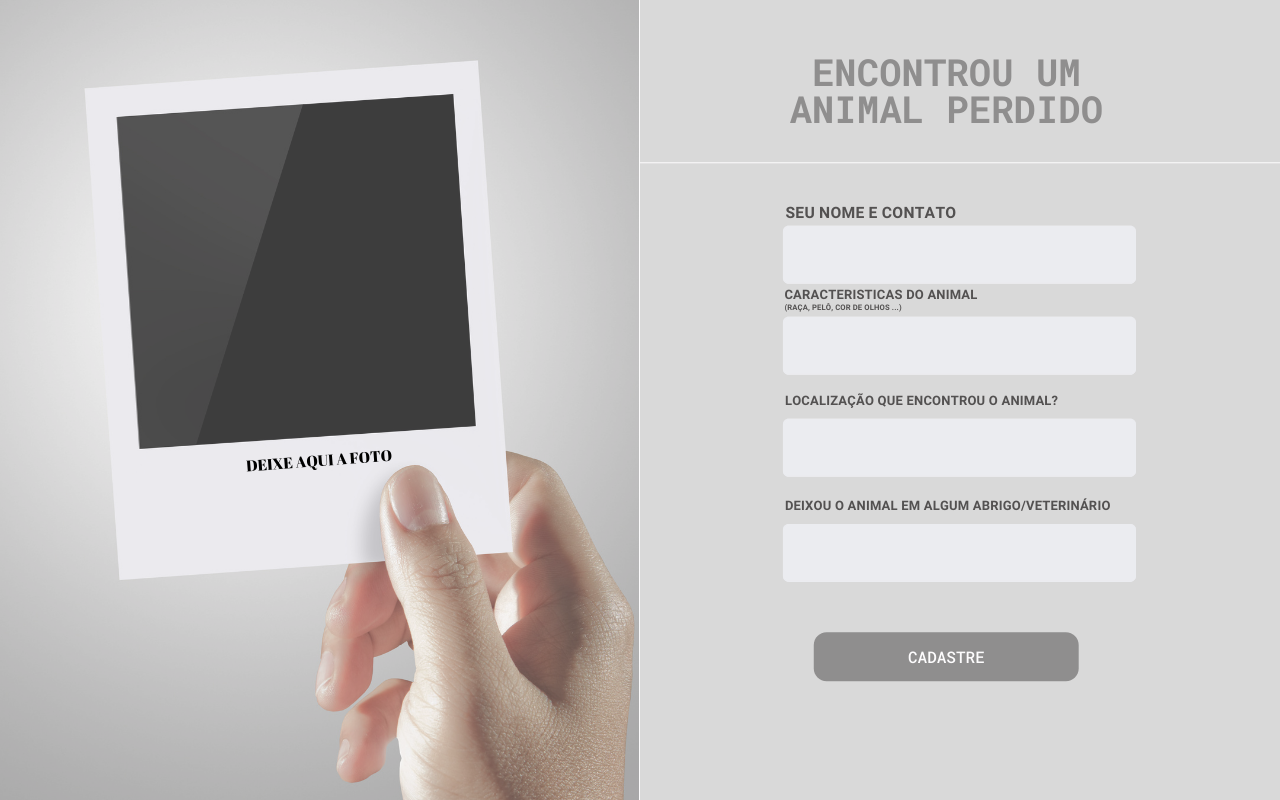 DEIXE AQUI A FOTO
ENCONTROU UM
ANIMAL PERDIDO
SEU NOME E CONTATO
CARACTERISTICAS DO ANIMAL
(RAÇA, PELÔ, COR DE OLHOS ...)
LOCALIZAÇÃO QUE ENCONTROU O ANIMAL?
DEIXOU O ANIMAL EM ALGUM ABRIGO/VETERINÁRIO
CADASTRE